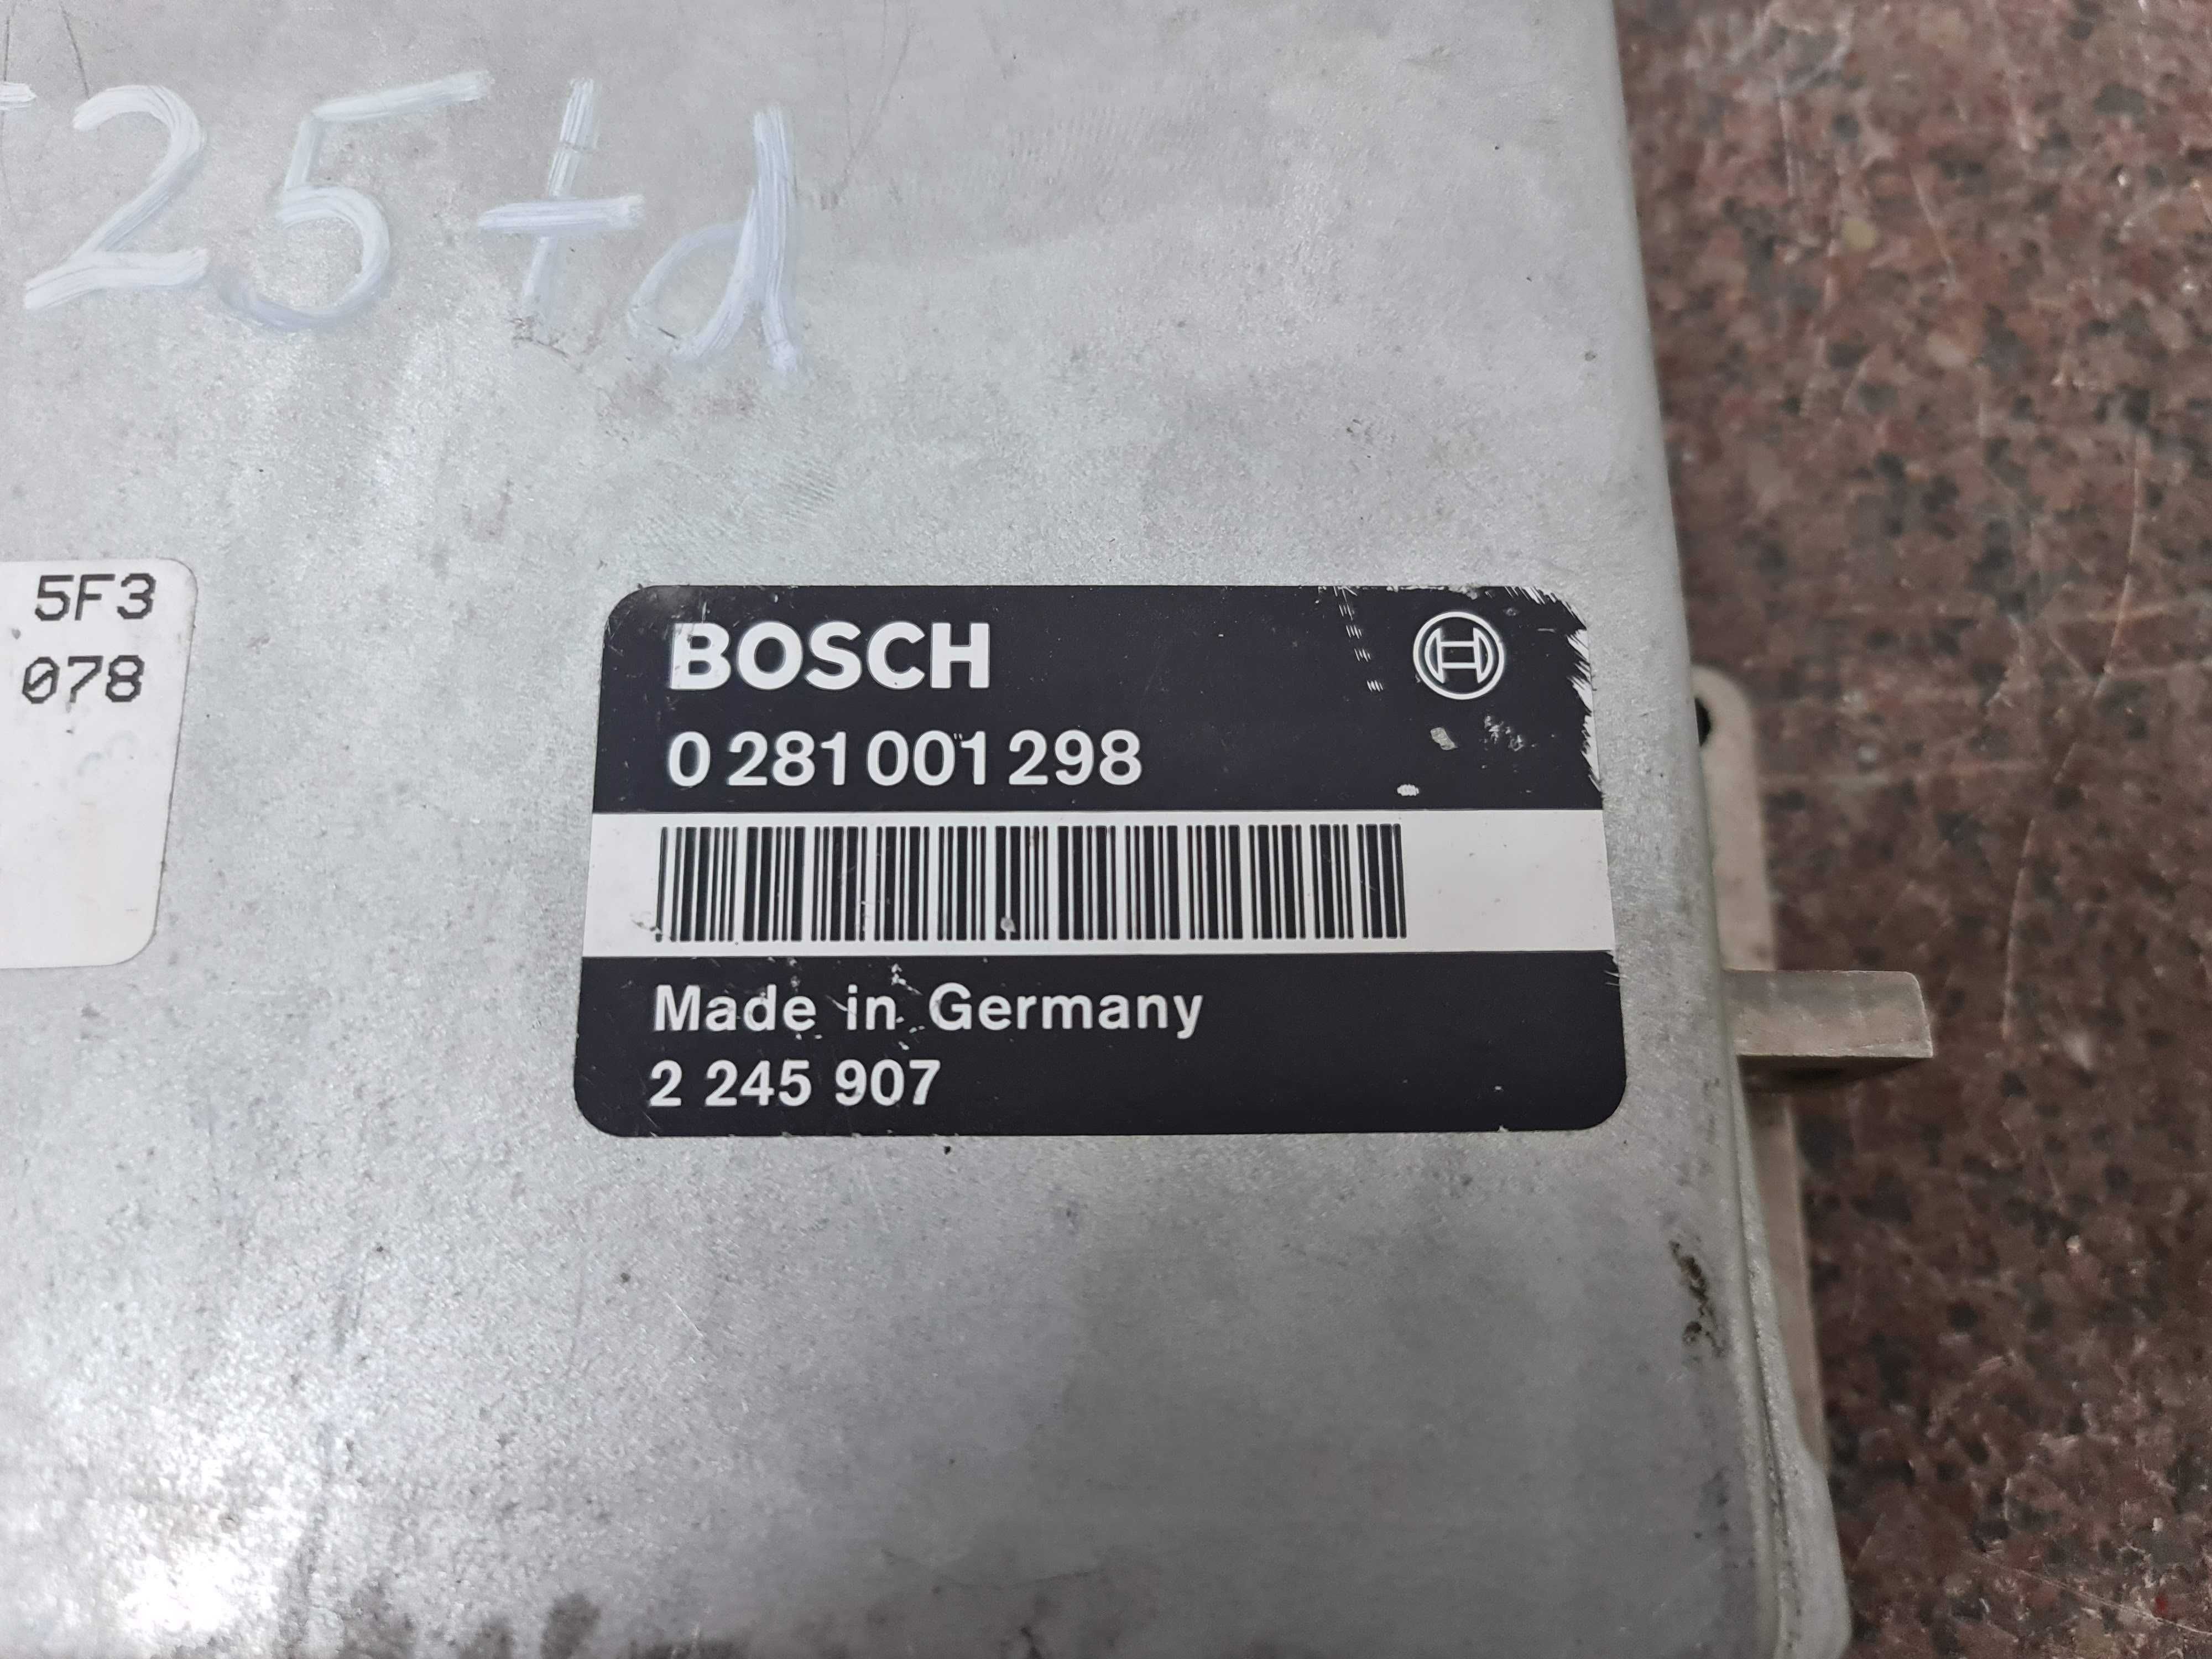 25td
5F3
078
BOSCH
0 281 001 298
Made in Germany
2 245 907